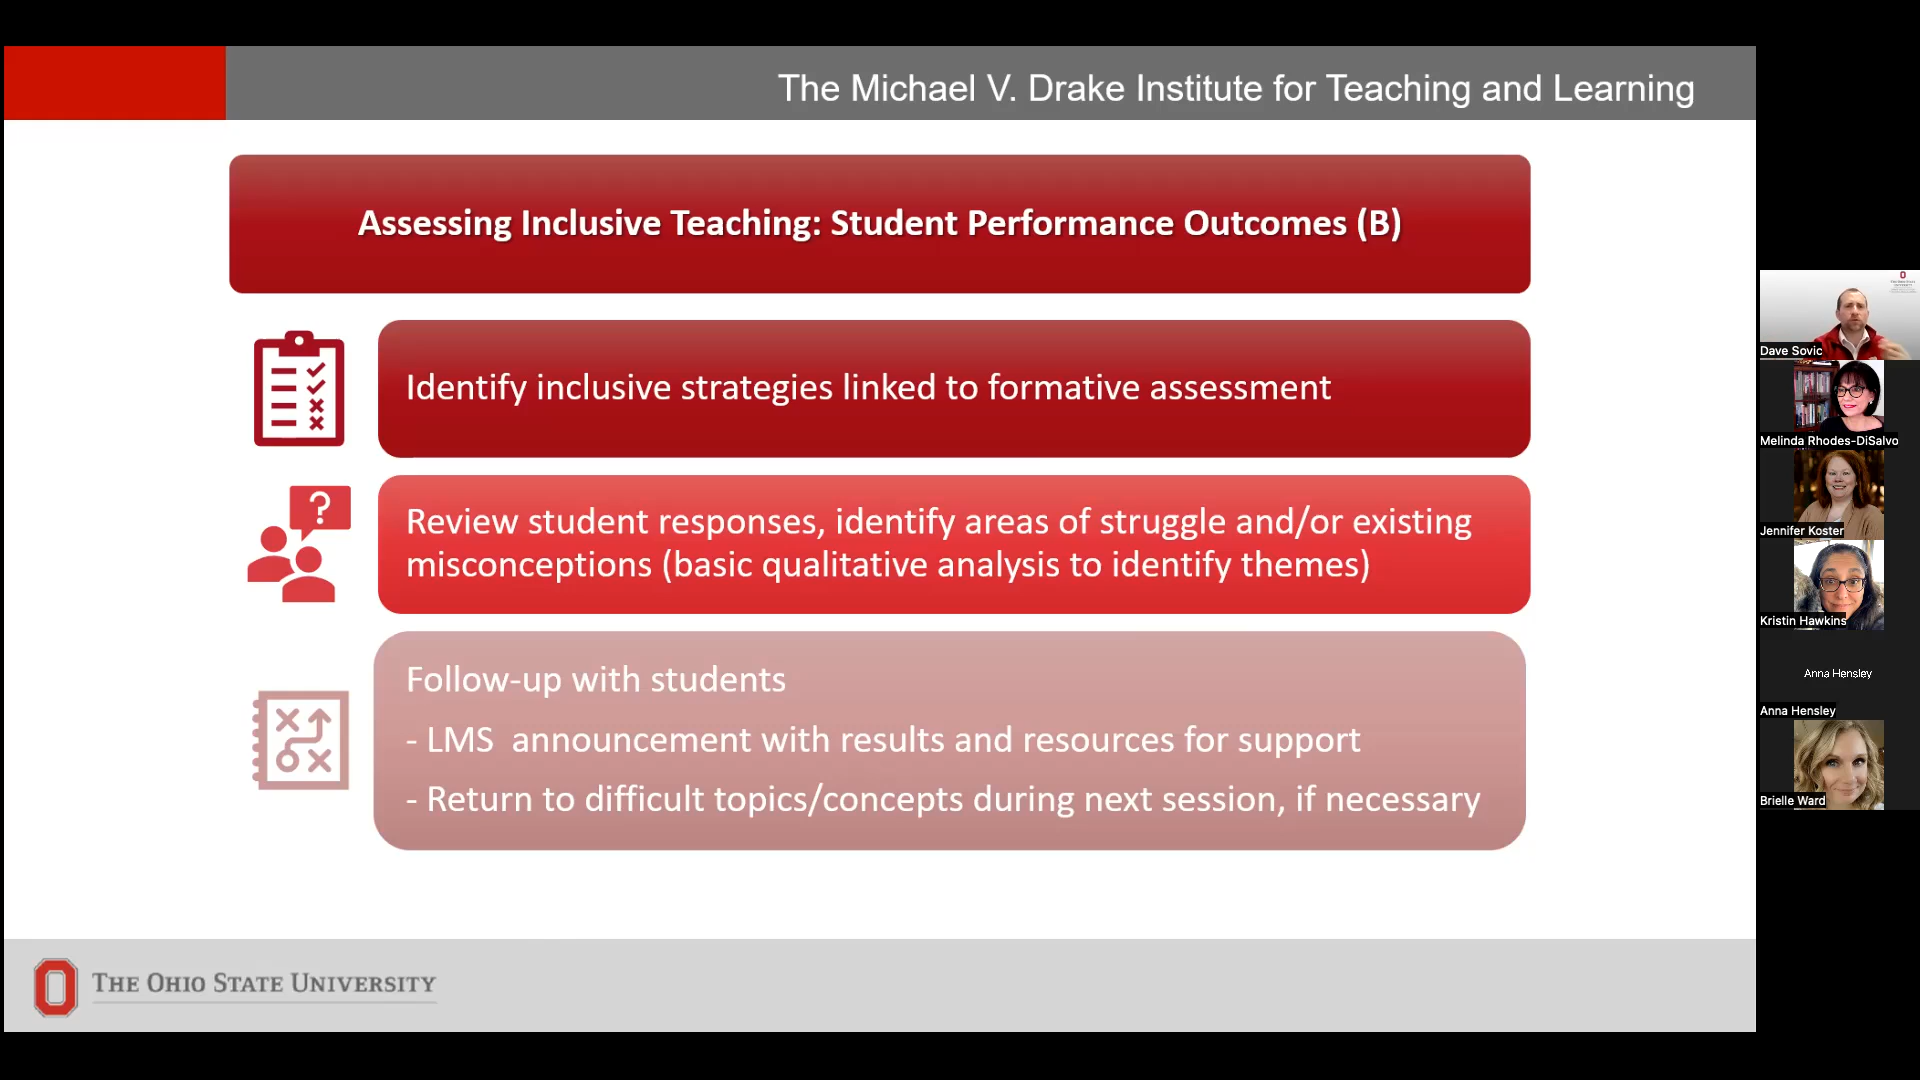 The Michael V. Drake Institute for Teaching and Learning
Assessing Inclusive Teaching: Student Performance Outcomes (B)
Identify inclusive strategies linked to formative assessment
?
Review student responses, identify areas of struggle and/or existing
misconceptions (basic qualitative analysis to identify themes)
Follow-up with students
- LMS announcement with results and resources for support
- Return to difficult topics/concepts during next session, if necessary
THE OHIO STATE UNIVERSITY
Dave Sovic
Melinda Rhodes-DiSalvo
Jennifer Koster
Kristin Hawkins
Anna Hensley
Anna Hensley
Brielle Ward